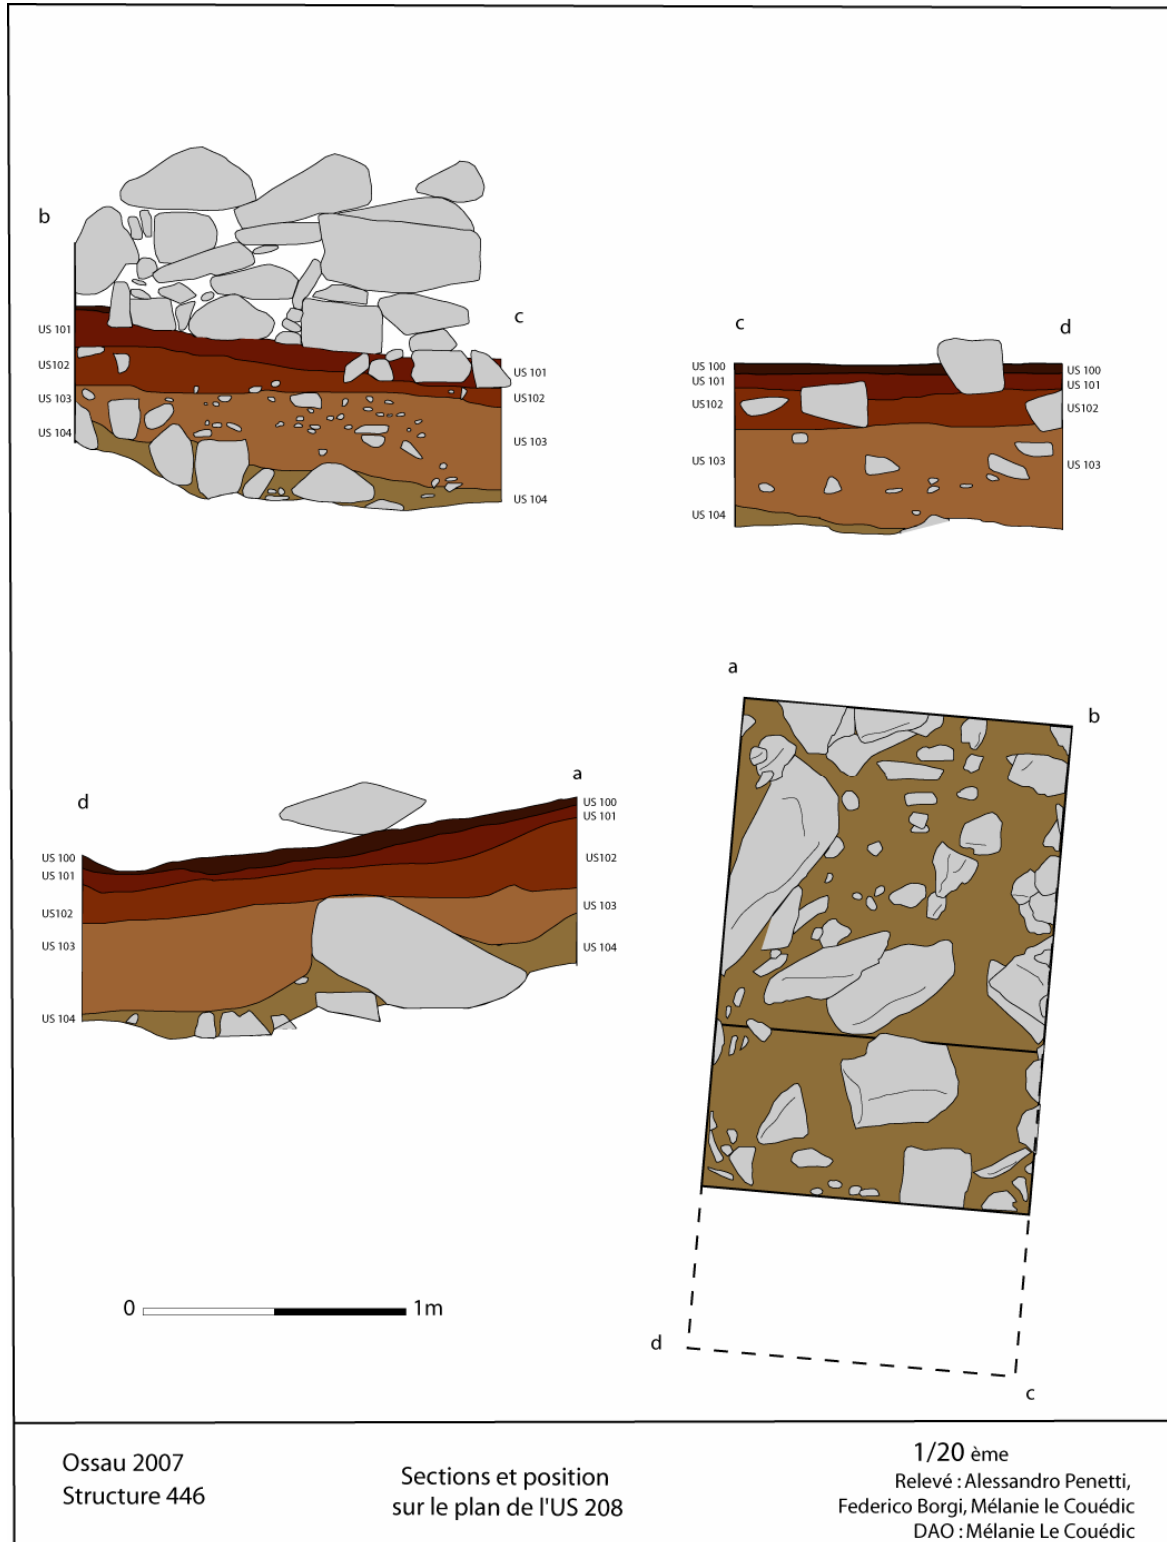 b
US 101
US102
US 103
US 104
c
US 101
US102
US 103
US 104
c
d
US 100
US 101
US102
US 103
US 104
US 100
US 101
US102
US 103
d
a
US 100
US 101
US102
US 103
US 104
US 100
US 101
US102
US 103
US 104
a
b
d
c
0
1m
Ossau 2007
Structure 446
Sections et position
sur le plan de l'US 208
1/20 ème
Relevé : Alessandro Penetti,
Federico Borgi, Mélanie le Couédic
DAO : Mélanie Le Couédic